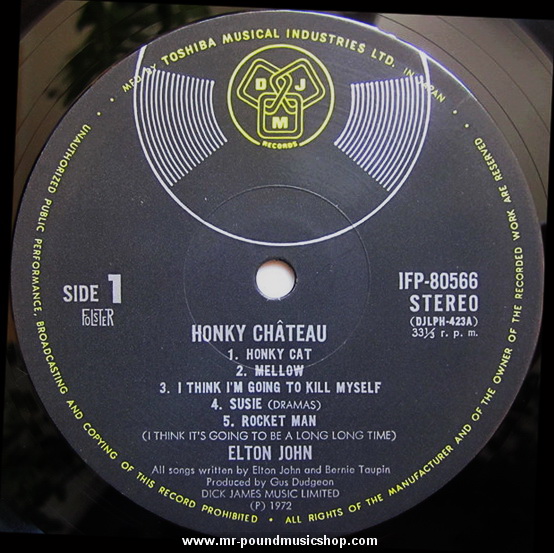 • MFD BY TOSHIBA MUSICAL INDUSTRIES LTD. IN JAPAN •
D J
M
RECORDS
SIDE 1
FOLSTER
IFP-80566
STEREO
(DJLPH-423A)
33⅓ r. p. m.
HONKY CHÂTEAU
1. HONKY CAT
2. MELLOW
3. I THINK I'M GOING TO KILL MYSELF
4. SUSIE (DRAMAS)
5. ROCKET MAN
(I THINK IT'S GOING TO BE A LONG LONG TIME)
ELTON JOHN
All songs written by Elton John and Bernie Taupin
Produced by Gus Dudgeon
DICK JAMES MUSIC LIMITED
(P) 1972
UNAUTHORIZED PUBLIC PERFORMANCE, BROADCASTING AND COPYING OF THIS RECORD PROHIBITED • ALL RIGHTS OF THE MANUFACTURER AND OF THE OWNER OF THE RECORDED WORK ARE RESERVED
www.mr-poundmusicshop.com